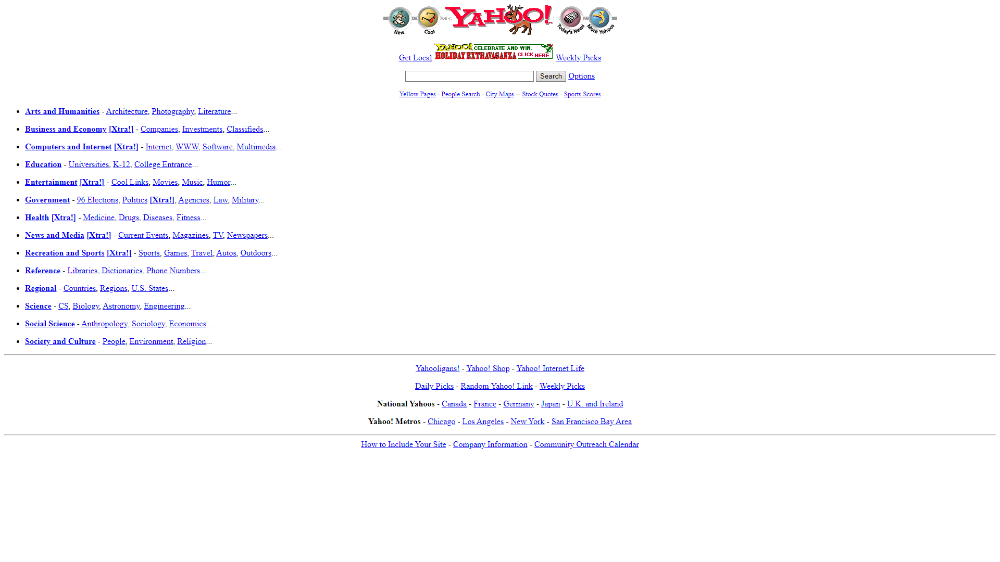 New Cool YAHOO!™ Today's News More Yahoos
Get Local YAHOO! HOLIDAY EXTRAVAGANZA CELEBRATE AND WIN. CLICK HERE. Weekly Picks
Search Options
Yellow Pages - People Search - City Maps -- Stock Quotes - Sports Scores
• Arts and Humanities - Architecture, Photography, Literature...
• Business and Economy [Xtra!] - Companies, Investments, Classifieds...
• Computers and Internet [Xtra!] - Internet, WWW, Software, Multimedia...
• Education - Universities, K-12, College Entrance...
• Entertainment [Xtra!] - Cool Links, Movies, Music, Humor...
• Government - 96 Elections, Politics [Xtra!], Agencies, Law, Military...
• Health [Xtra!] - Medicine, Drugs, Diseases, Fitness...
• News and Media [Xtra!] - Current Events, Magazines, TV, Newspapers...
• Recreation and Sports [Xtra!] - Sports, Games, Travel, Autos, Outdoors...
• Reference - Libraries, Dictionaries, Phone Numbers...
• Regional - Countries, Regions, U.S. States...
• Science - CS, Biology, Astronomy, Engineering...
• Social Science - Anthropology, Sociology, Economics...
• Society and Culture - People, Environment, Religion...
Yahooligans! - Yahoo! Shop - Yahoo! Internet Life
Daily Picks - Random Yahoo! Link - Weekly Picks
National Yahoos - Canada - France - Germany - Japan - U.K. and Ireland
Yahoo! Metros - Chicago - Los Angeles - New York - San Francisco Bay Area
How to Include Your Site - Company Information - Community Outreach Calendar